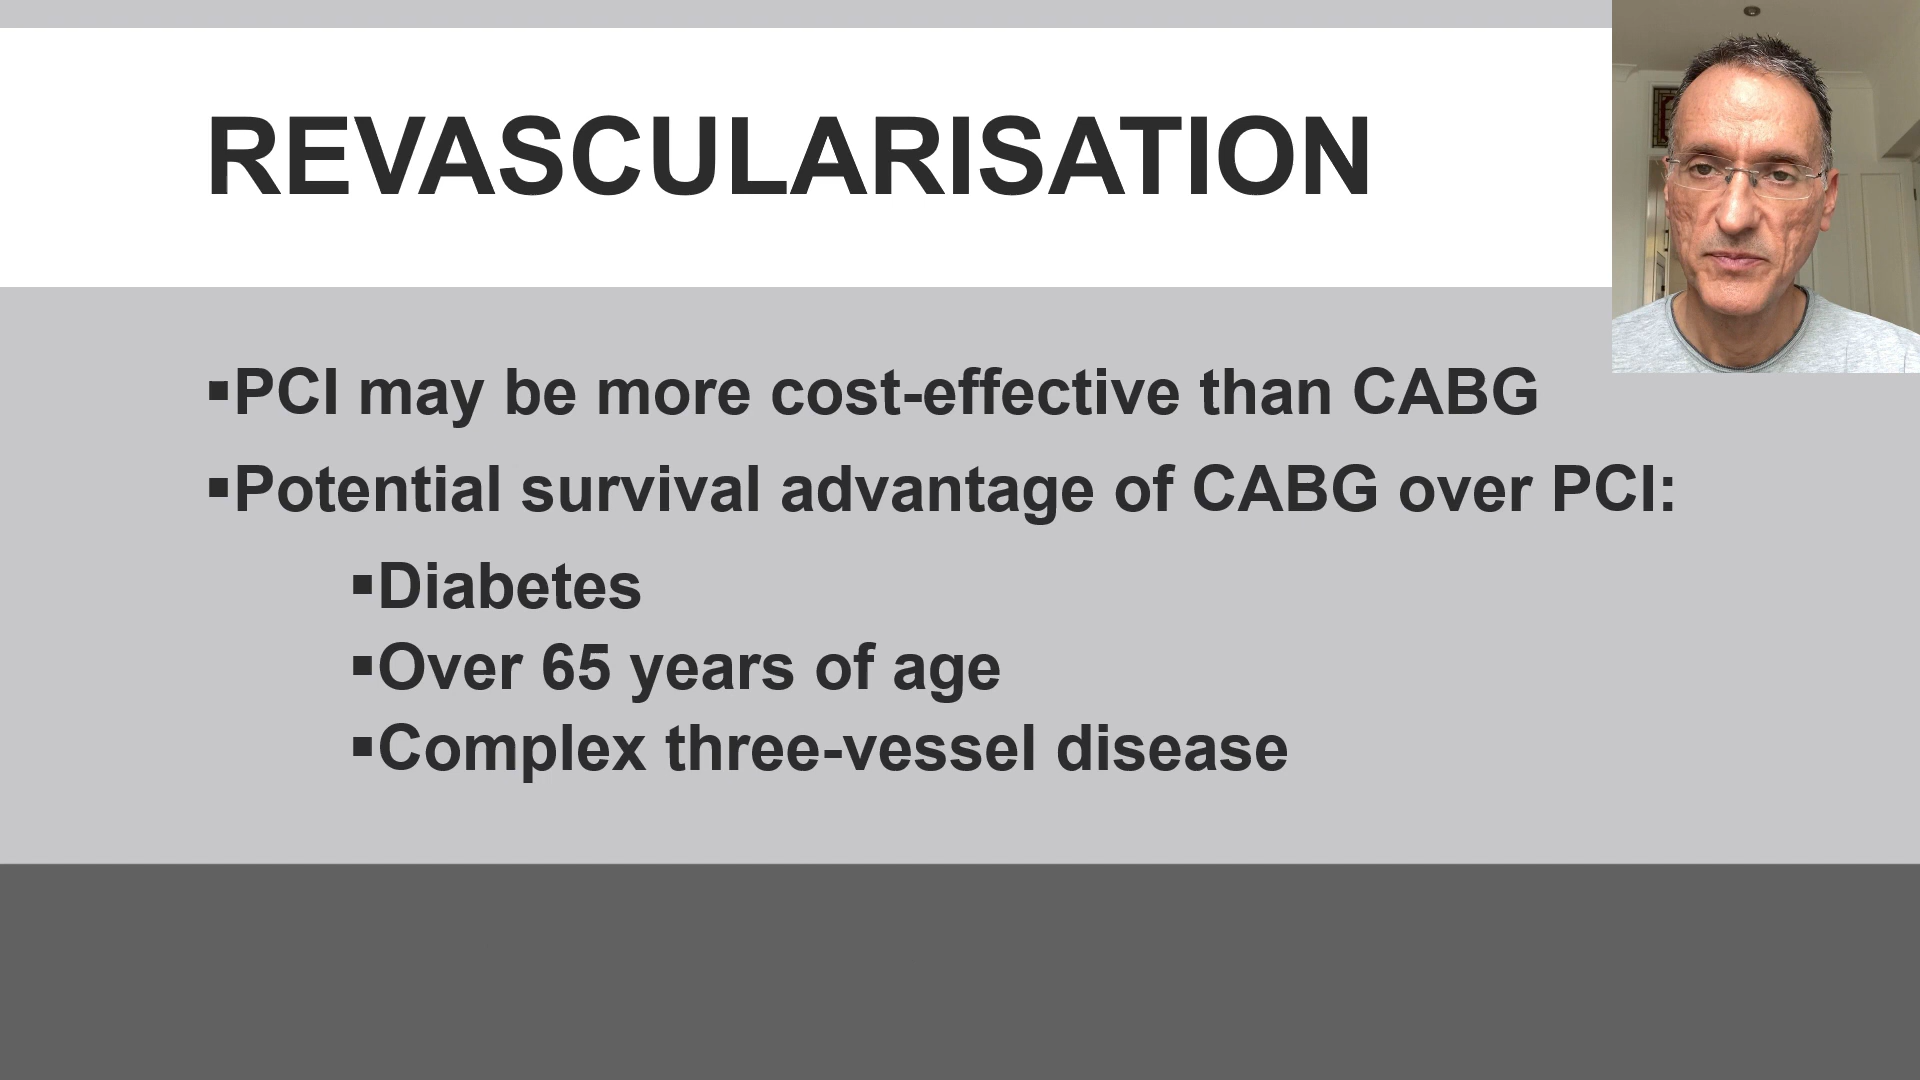 REVASCULARISATION
▪PCI may be more cost-effective than CABG
▪Potential survival advantage of CABG over PCI:
▪Diabetes
▪Over 65 years of age
▪Complex three-vessel disease